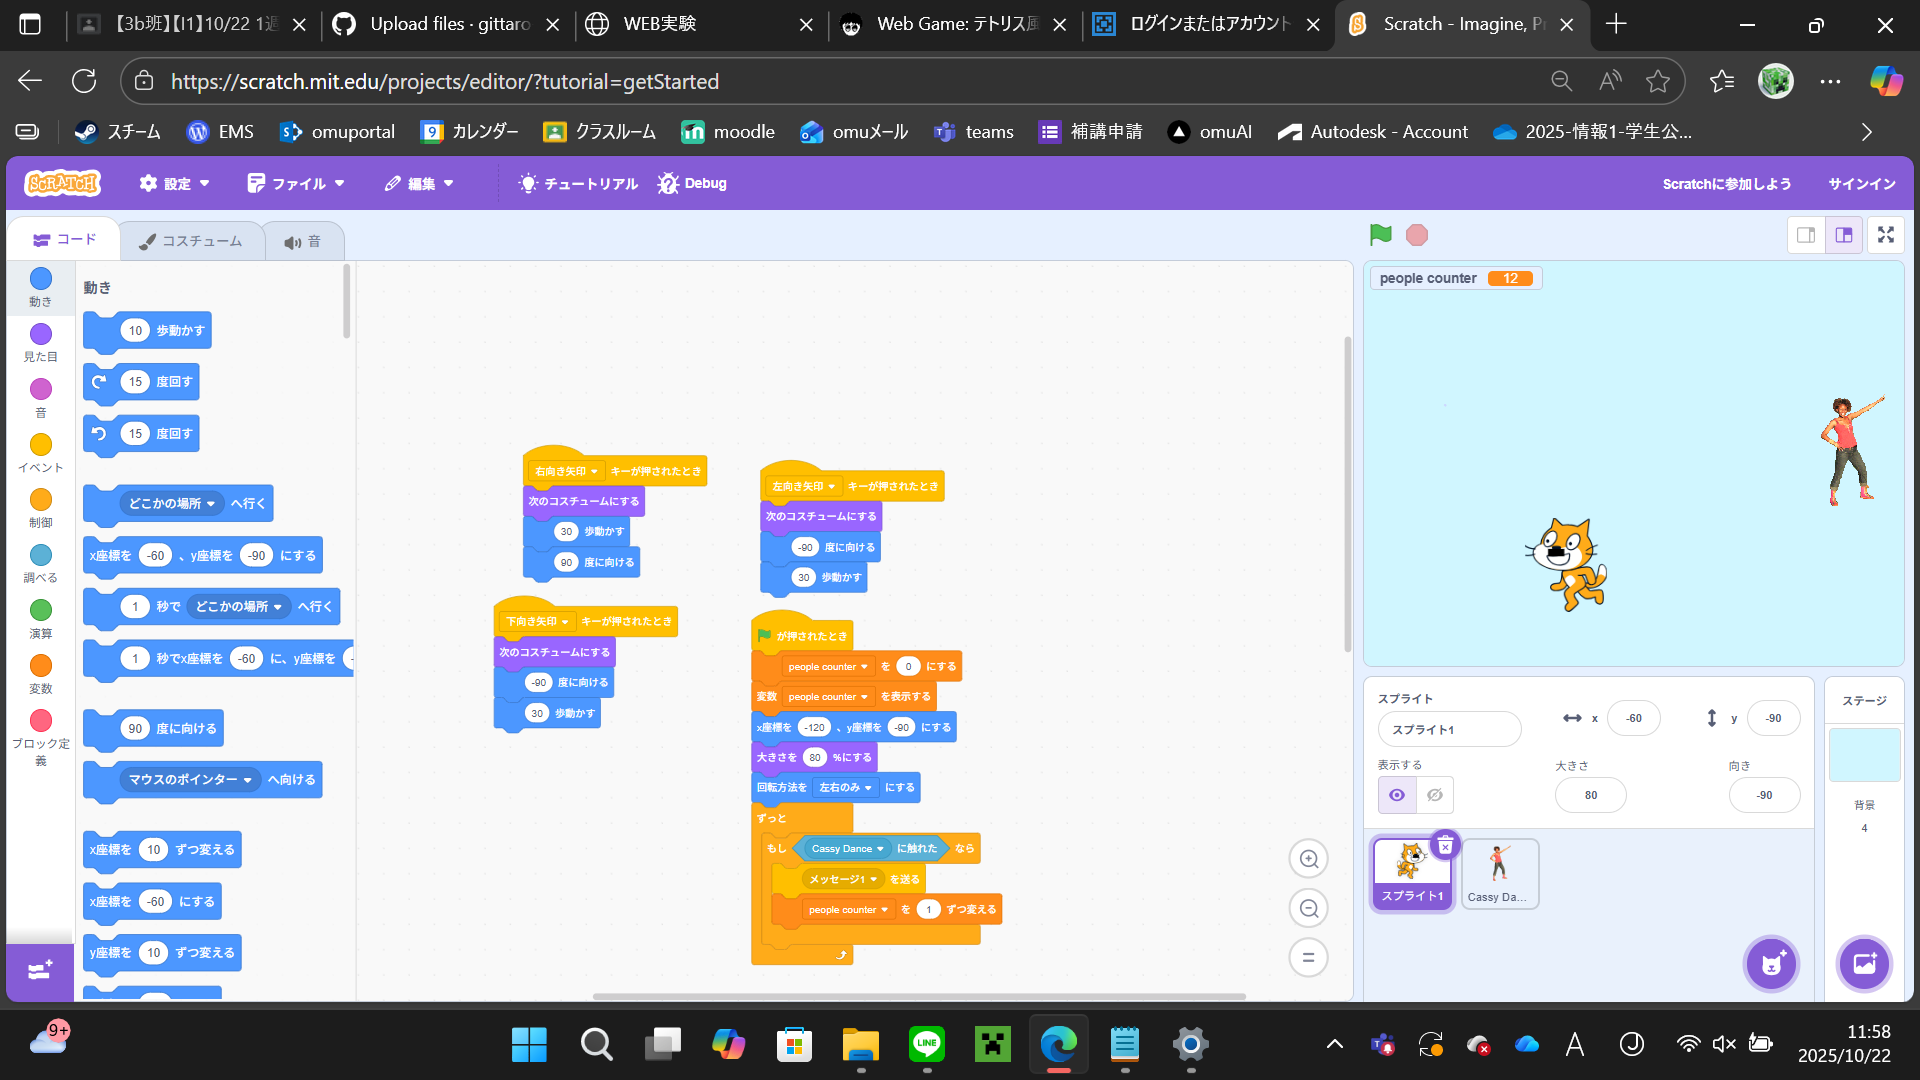 【3b班】【I1】10/22 1週
Upload files · gittaro
WEB実験
Web Game: テトリス風
ログインまたはアカウント
Scratch - Imagine, Pr
https://scratch.mit.edu/projects/editor/?tutorial=getStarted
スチーム
EMS
omuportal
9 カレンダー
クラスルーム
moodle
omuメール
teams
補講申請
omuAI
Autodesk - Account
2025-情報1-学生公...
SCRATCH
設定
ファイル
編集
チュートリアル
Debug
Scratchに参加しよう
サインイン
コード
コスチューム
音
動き
見た目
音
イベント
制御
調べる
演算
変数
ブロック定義
動き
10 歩動かす
15 度回す
15 度回す
どこかの場所 へ行く
x座標を -60 、y座標を -90 にする
1 秒で どこかの場所 へ行く
1 秒でx座標を -60 に、y座標を
90 度に向ける
マウスのポインター へ向ける
x座標を 10 ずつ変える
x座標を -60 にする
y座標を 10 ずつ変える
右向き矢印 キーが押されたとき
次のコスチュームにする
30 歩動かす
90 度に向ける
左向き矢印 キーが押されたとき
次のコスチュームにする
-90 度に向ける
30 歩動かす
下向き矢印 キーが押されたとき
次のコスチュームにする
-90 度に向ける
30 歩動かす
が押されたとき
people counter を 0 にする
変数 people counter を表示する
x座標を -120 、y座標を -90 にする
大きさを 80 %にする
回転方法を 左右のみ にする
ずっと
もし Cassy Dance に触れた なら
メッセージ1 を送る
people counter を 1 ずつ変える
people counter 12
スプライト
スプライト1
x -60
y -90
表示する
大きさ
80
向き
-90
スプライト1
Cassy Da...
ステージ
背景
4
9+
LINE
A
J
11:58
2025/10/22